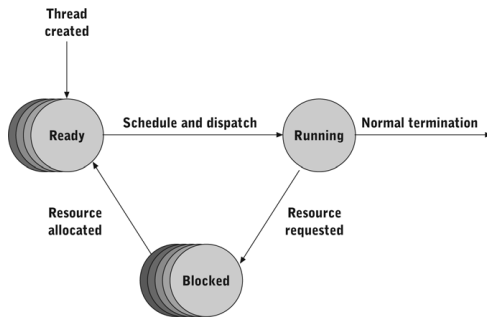 Thread
created
Ready
Schedule and dispatch
Running
Normal termination
Resource
allocated
Resource
requested
Blocked